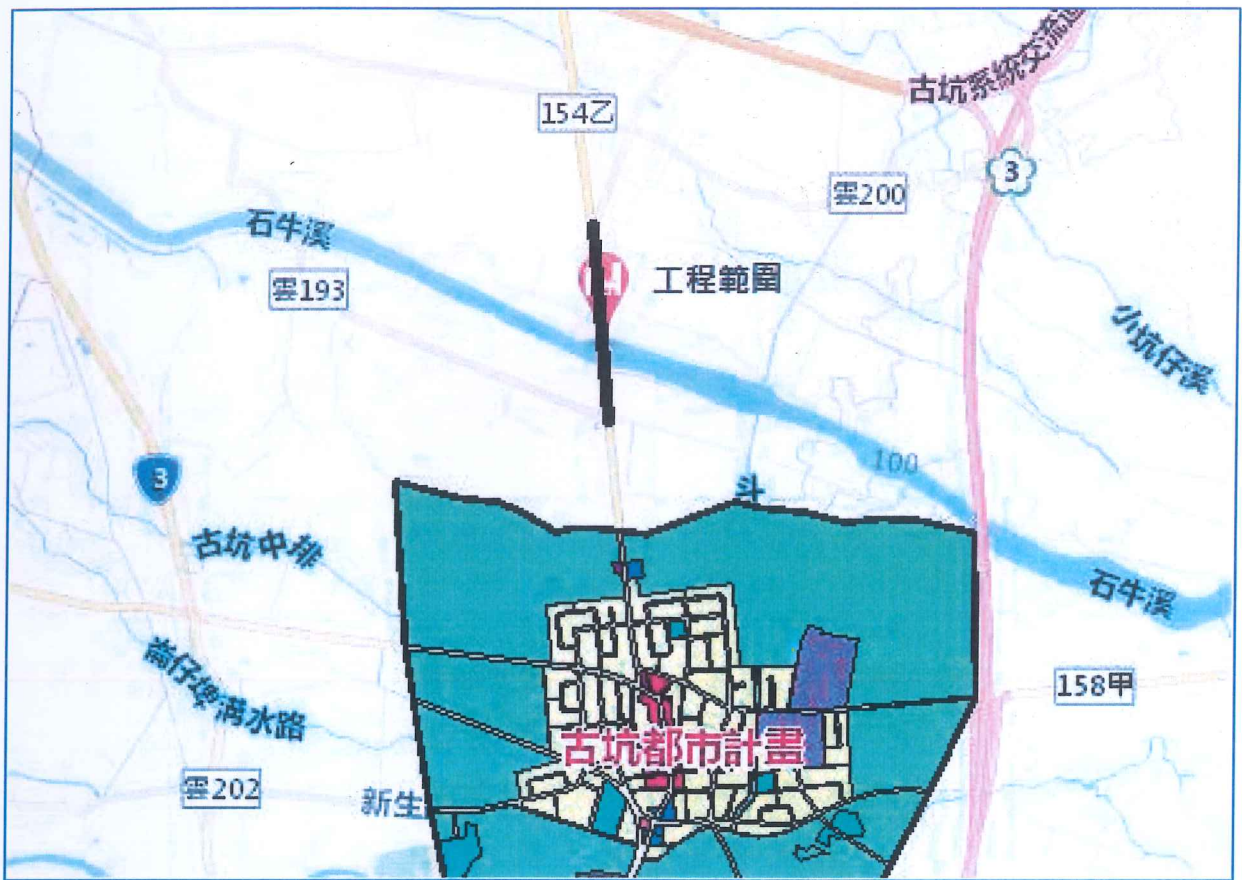 古坑系統交流道
154乙
3
雲200
石牛溪
工程範圍
雲193
小坑仔溪
100
3
斗
古坑中排
石牛溪
崙仔埤溝水路
158甲
古坑都市計畫
雲202
新生